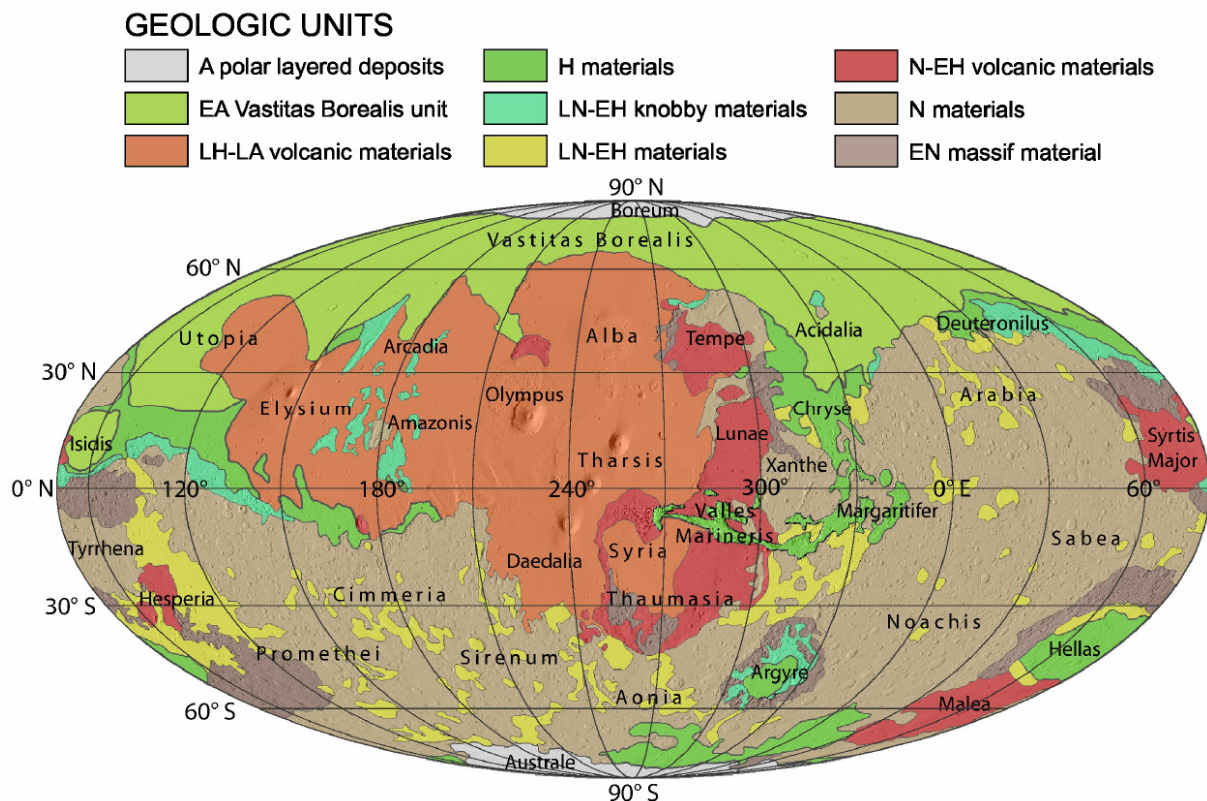 GEOLOGIC UNITS
A polar layered deposits
H materials
N-EH volcanic materials
EA Vastitas Borealis unit
LN-EH knobby materials
N materials
LH-LA volcanic materials
LN-EH materials
EN massif material
90° N
Boreum
Vastitas Borealis
60° N
Utopia
Arcadia
Alba
Tempe
Acidalia
Deuteronilus
30° N
Elysium
Amazonis
Olympus
Chryse
Arabia
Isidis
Tharsis
Lunae
Xanthe
Syrtis
Major
0° N
120°
180°
240°
300°
0° E
60°
Valles
Marineris
Margaritifer
Tyrrhena
Daedalia
Syria
Sabea
Hesperia
Cimmeria
Thaumasia
30° S
Noachis
Promethei
Sirenum
Argyre
Hellas
Aonia
60° S
Malea
Australe
90° S